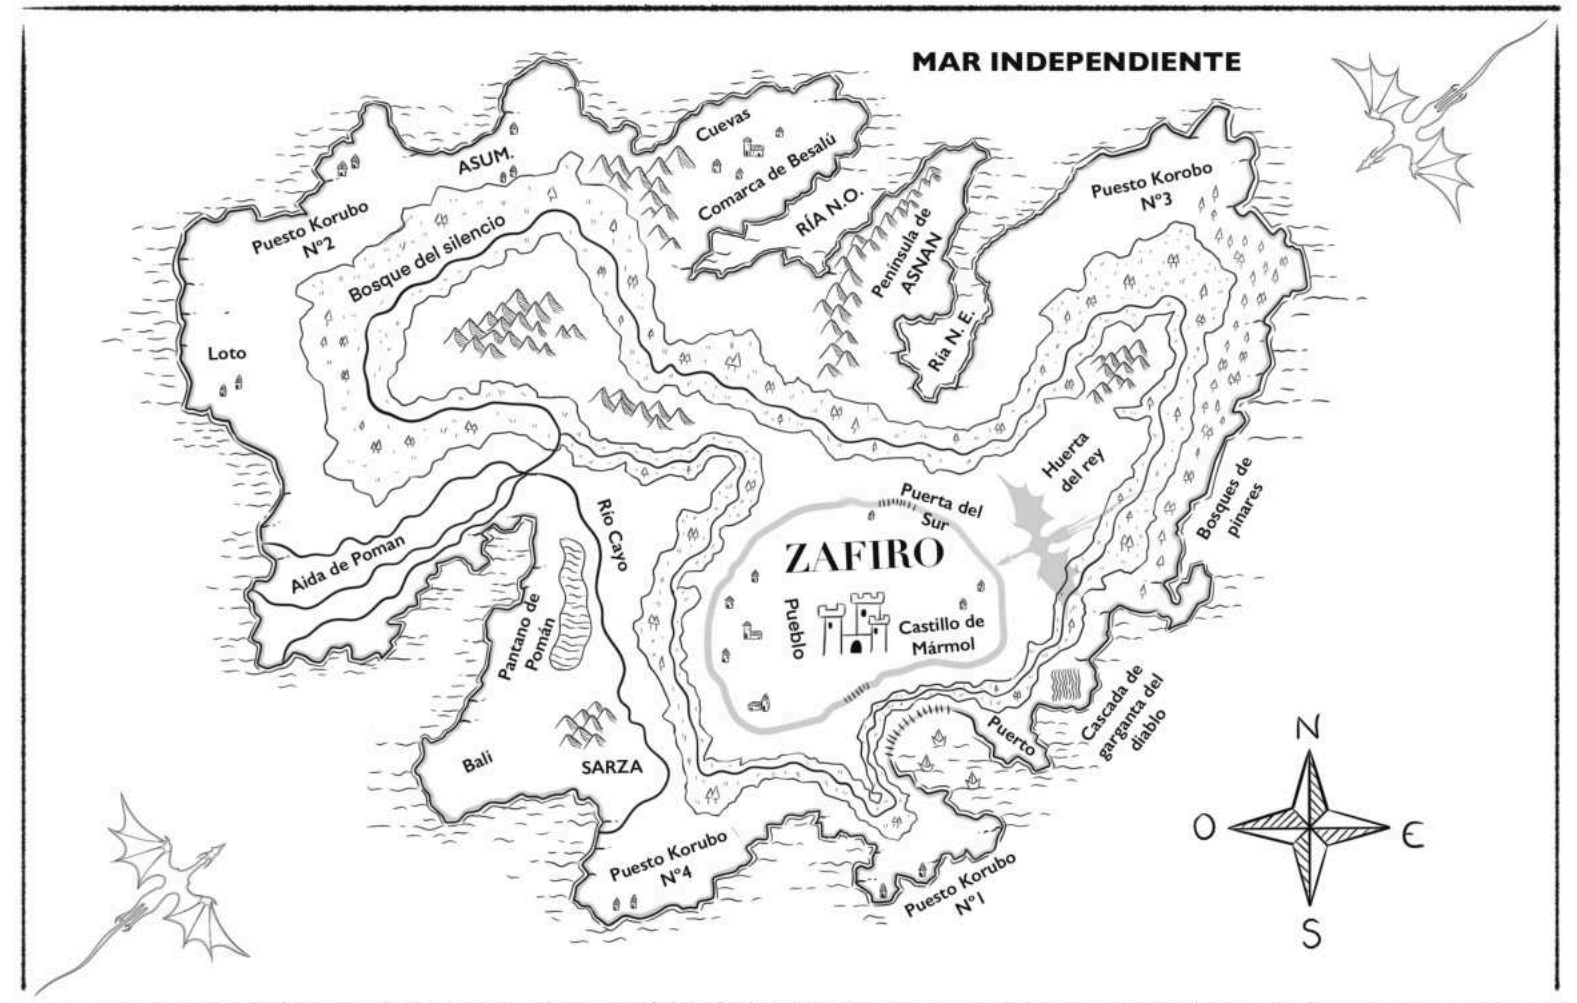 MAR INDEPENDIENTE
Cuevas
Comarca de Besalú
ASUM.
Puesto Korubo
Nº2
Bosque del silencio
RÍA N.O.
Península de
ASNAN
Ría N. E.
Puesto Korobo
Nº3
Loto
Huerta
del rey
Bosques de
pinares
Puerta del
Sur
ZAFIRO
Pueblo
Castillo de
Mármol
Río Cayo
Aida de Poman
Pantano de
Pomán
Bali
SARZA
Puerto
Cascada de
garganta del
diablo
Puesto Korubo
Nº4
Puesto Korubo
Nº1
N
O
E
S